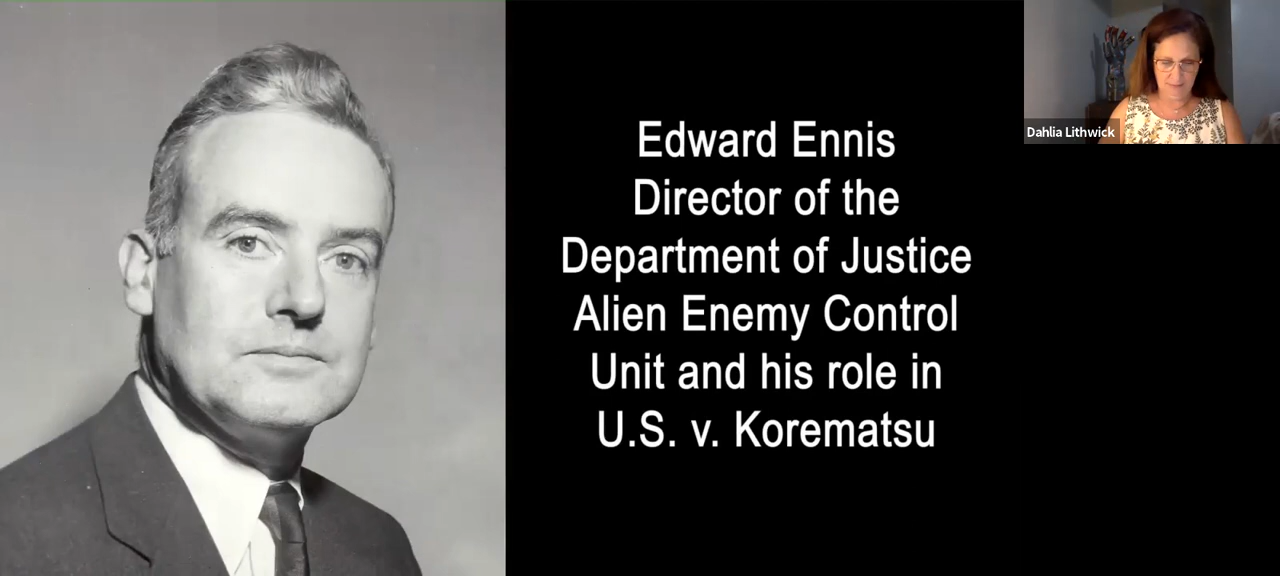 Edward Ennis
Director of the
Department of Justice
Alien Enemy Control
Unit and his role in
U.S. v. Korematsu
Dahlia Lithwick